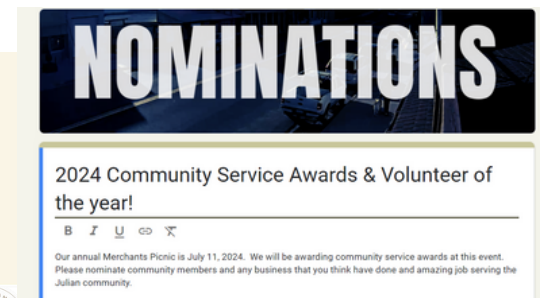 NOMINATIONS
2024 Community Service Awards & Volunteer of
the year!
B I U
Our annual Merchants Picnic is July 11, 2024. We will be awarding community service awards at this event.
Please nominate community members and any business that you think have done and amazing job serving the
Julian community.